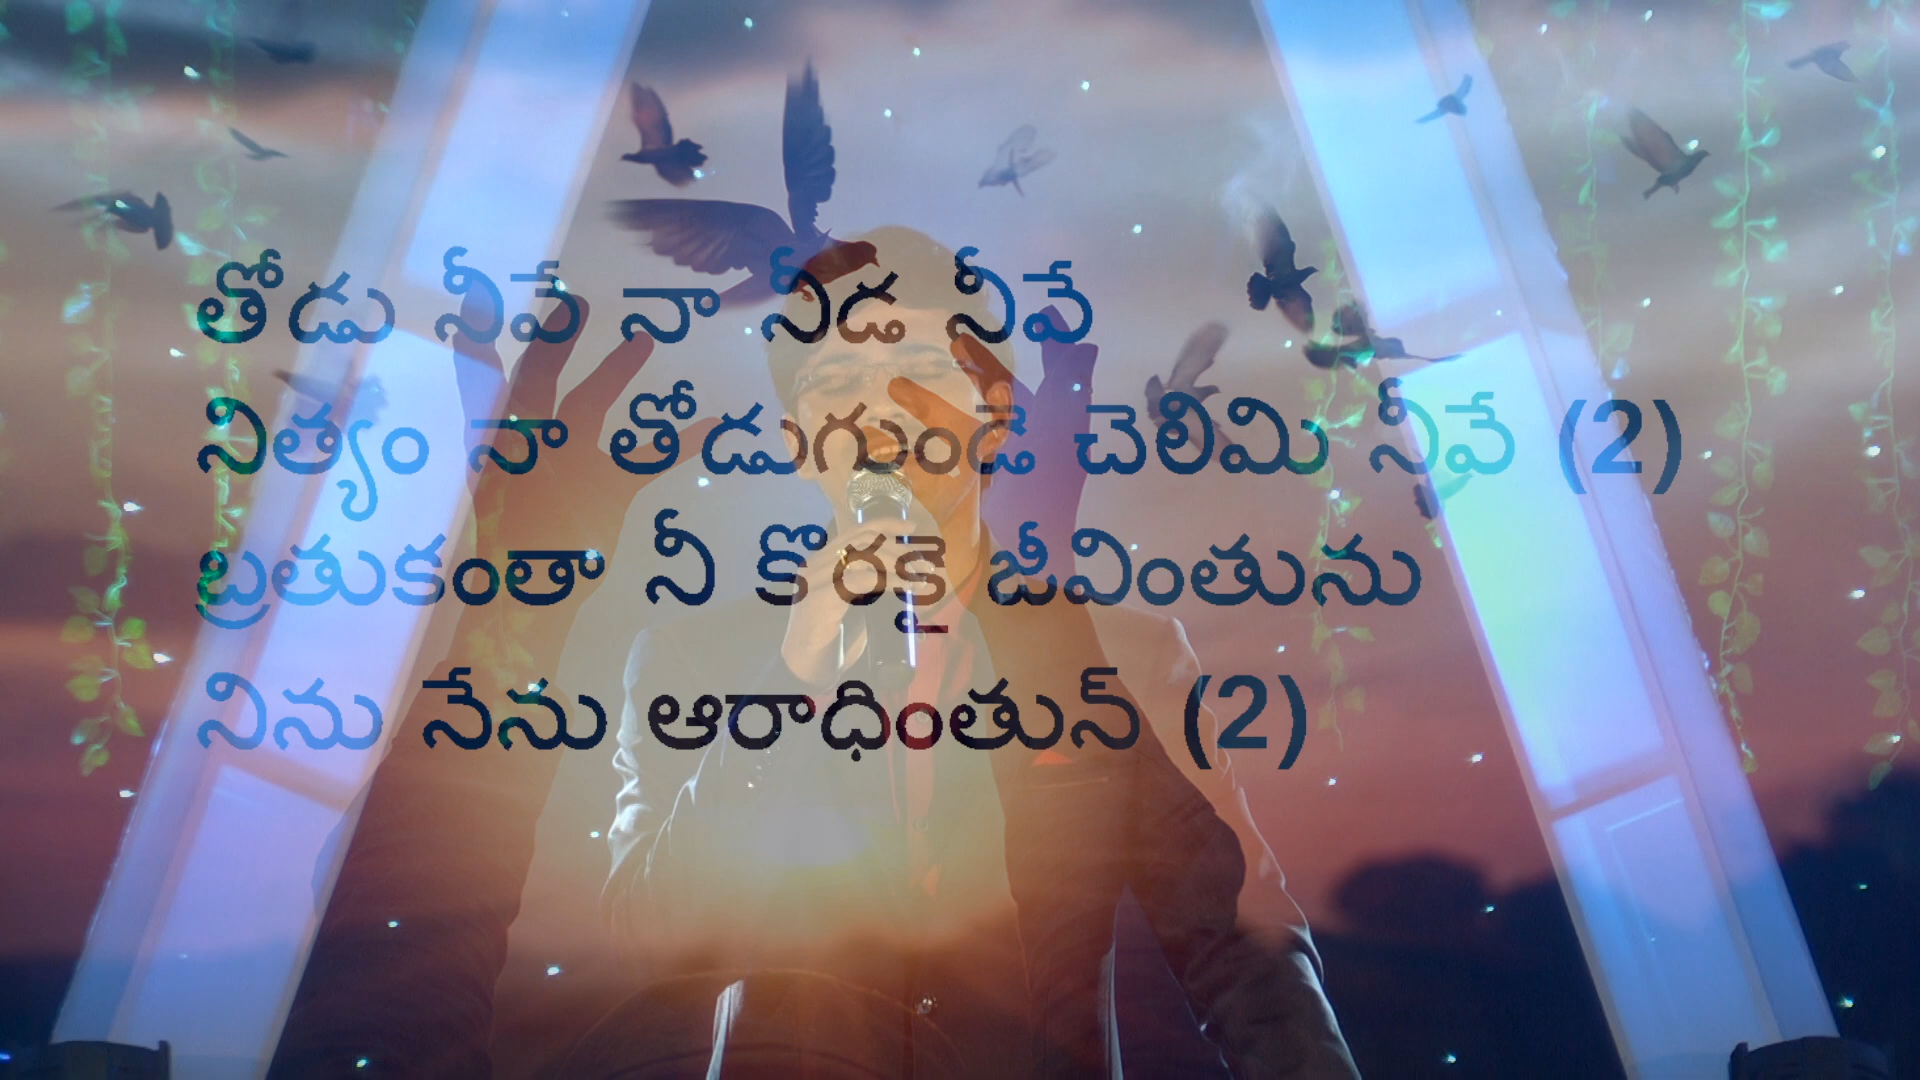 తోడు నీవే నా నీడ నీవే
నిత్యం నా తోడుగుండె చెలిమి నీవే (2)
బ్రతుకంతా నీ కొరకై జీవింతును
నిను నేను ఆరాధింతున్ (2)